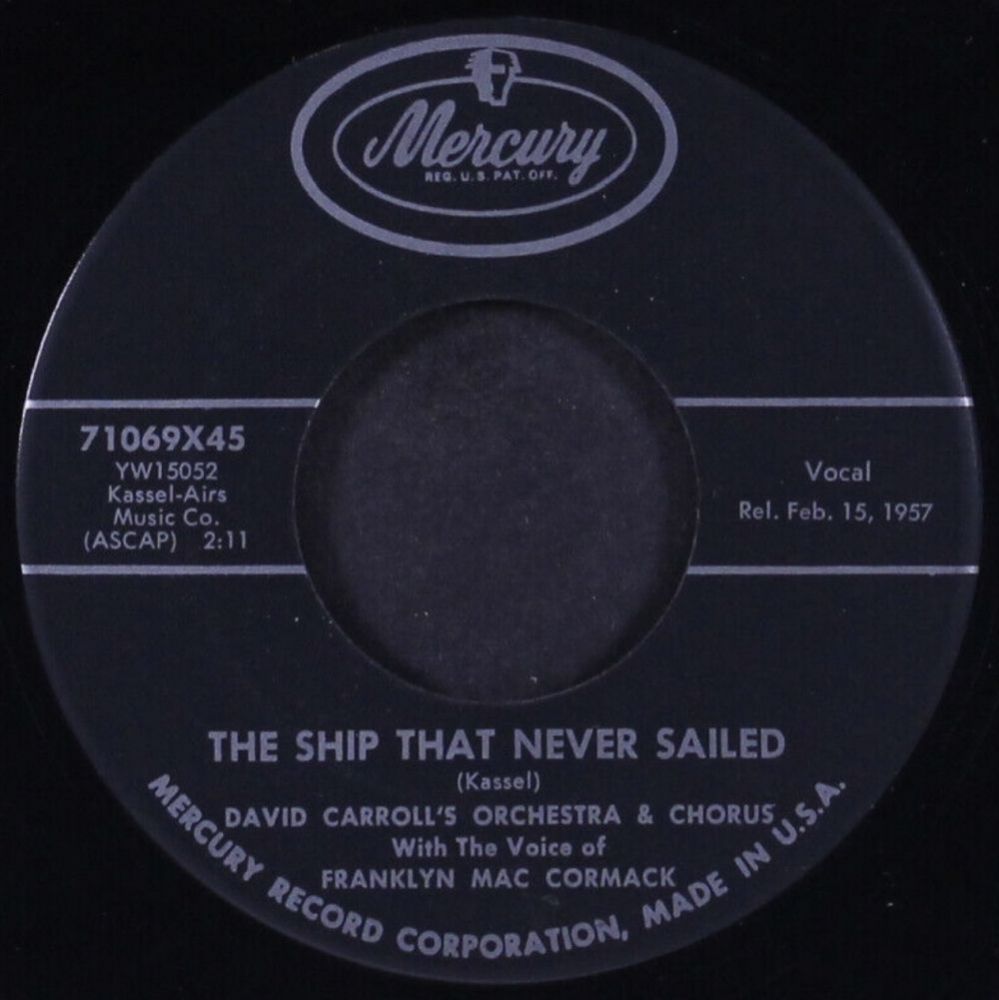 Mercury
REG. U.S. PAT. OFF.
71069X45
YW15052
Kassel-Airs
Music Co.
(ASCAP) 2:11
Vocal
Rel. Feb. 15, 1957
THE SHIP THAT NEVER SAILED
(Kassel)
DAVID CARROLL'S ORCHESTRA & CHORUS
With The Voice of
FRANKLYN MAC CORMACK
MERCURY RECORD CORPORATION, MADE IN U.S.A.